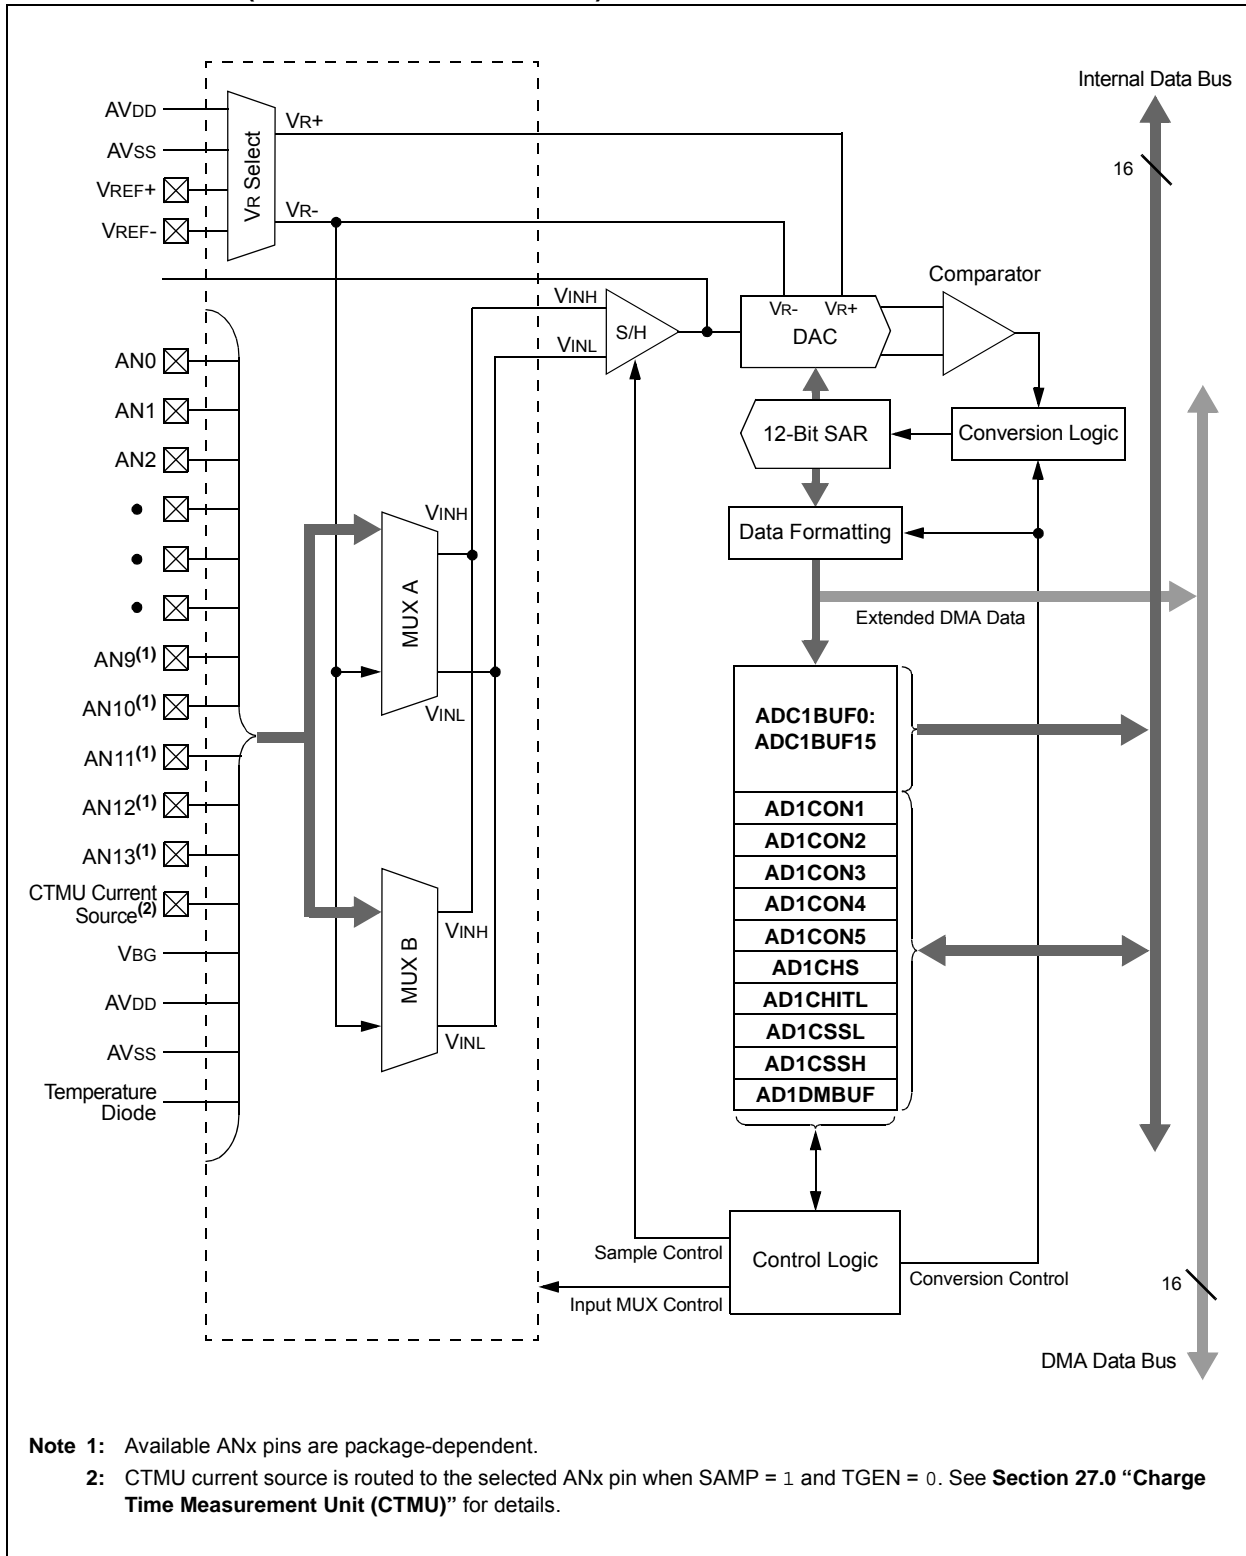 Internal Data Bus
AVDD
AVSS
VREF+
VREF-
VR Select
VR+
VR-
16
Comparator
VINH
VINL
S/H
VR- VR+
DAC
12-Bit SAR
Conversion Logic
Data Formatting
Extended DMA Data
AN0
AN1
AN2
AN9(1)
AN10(1)
AN11(1)
AN12(1)
AN13(1)
CTMU Current
Source(2)
VBG
AVDD
AVSS
Temperature
Diode
VINH
MUX A
VINL
VINH
MUX B
VINL
ADC1BUF0:
ADC1BUF15
AD1CON1
AD1CON2
AD1CON3
AD1CON4
AD1CON5
AD1CHS
AD1CHITL
AD1CSSL
AD1CSSH
AD1DMBUF
Sample Control
Control Logic
Conversion Control
Input MUX Control
16
DMA Data Bus
Note 1: Available ANx pins are package-dependent.
2: CTMU current source is routed to the selected ANx pin when SAMP = 1 and TGEN = 0. See Section 27.0 “Charge
Time Measurement Unit (CTMU)” for details.